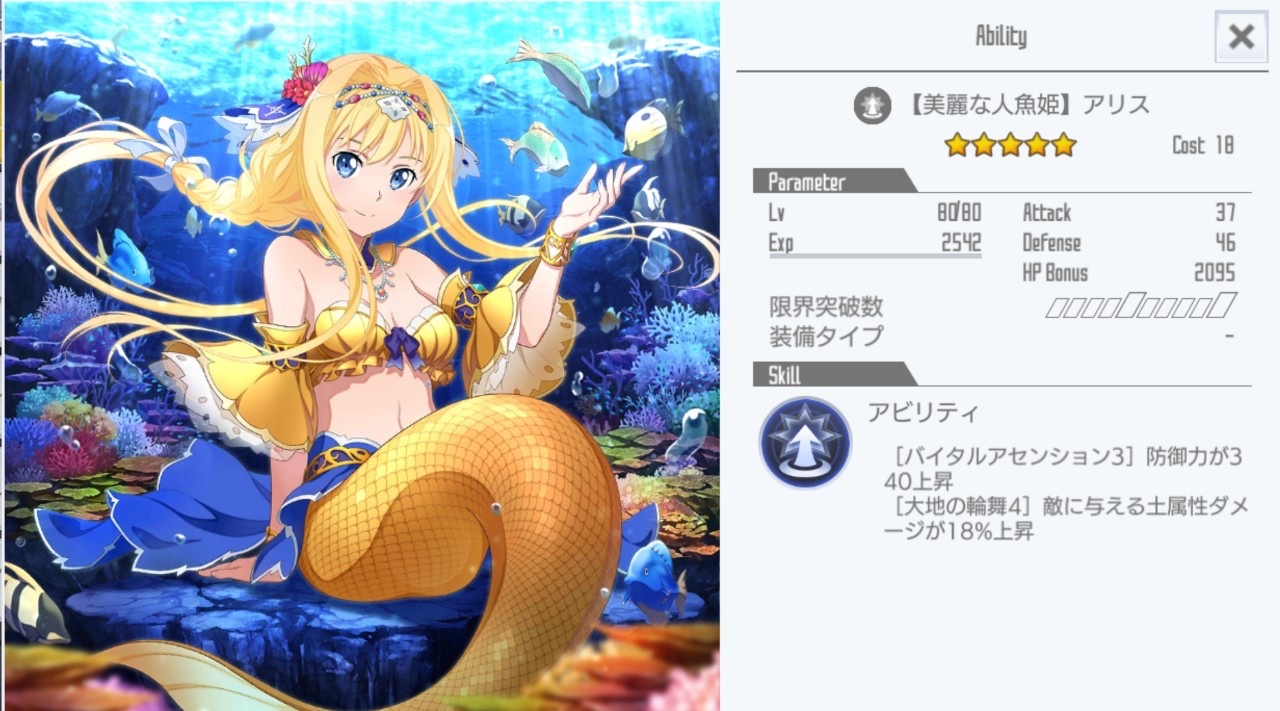 Ability
【美麗な人魚姫】アリス
Cost 18
Parameter
Lv 80/80 Attack 37
Exp 2542 Defense 46
HP Bonus 2095
限界突破数
装備タイプ -
Skill
アビリティ
［バイタルアセンション3］防御力が3
40上昇
［大地の輪舞4］敵に与える土属性ダメ
ージが18%上昇